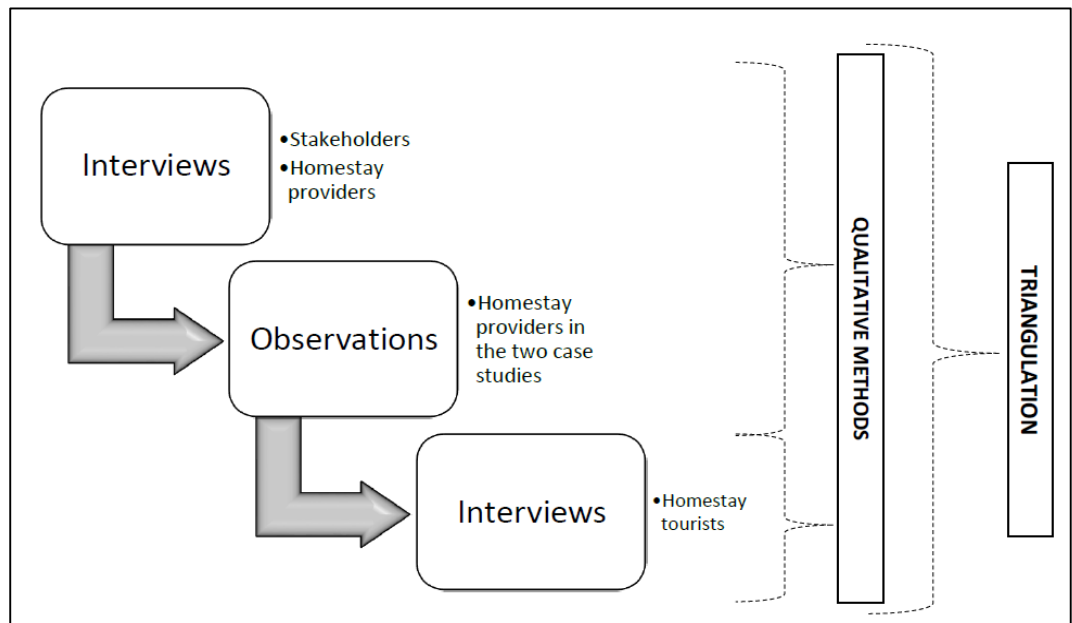 Interviews
•Stakeholders
•Homestay
providers
Observations
•Homestay
providers in
the two case
studies
Interviews
•Homestay
tourists
QUALITATIVE METHODS
TRIANGULATION